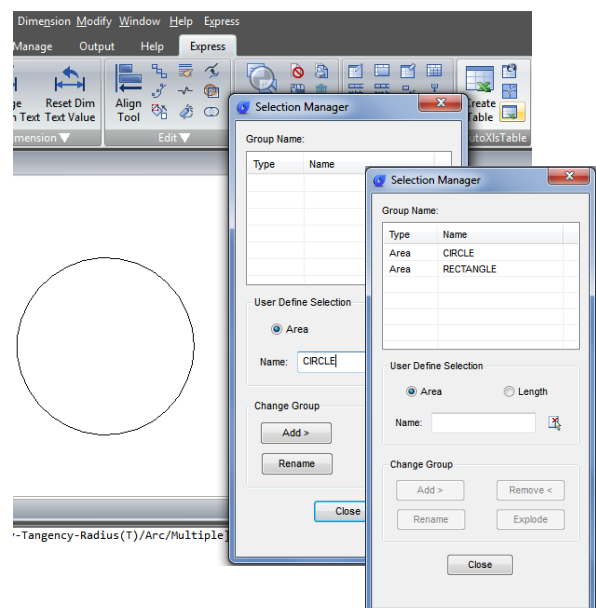 Dimension Modify Window Help Express
Manage Output Help Express
Reset Dim
Text Text Value
Align
Tool
Create
Table
Edit
Selection Manager
Group Name:
Type Name
User Define Selection
Area
Name: CIRCLE
Change Group
Add >
Rename
Close
Selection Manager
Group Name:
Type Name
Area CIRCLE
Area RECTANGLE
User Define Selection
Area Length
Name:
Change Group
Add > Remove <
Rename Explode
Close
-Tangency-Radius(T)/Arc/Multiple]